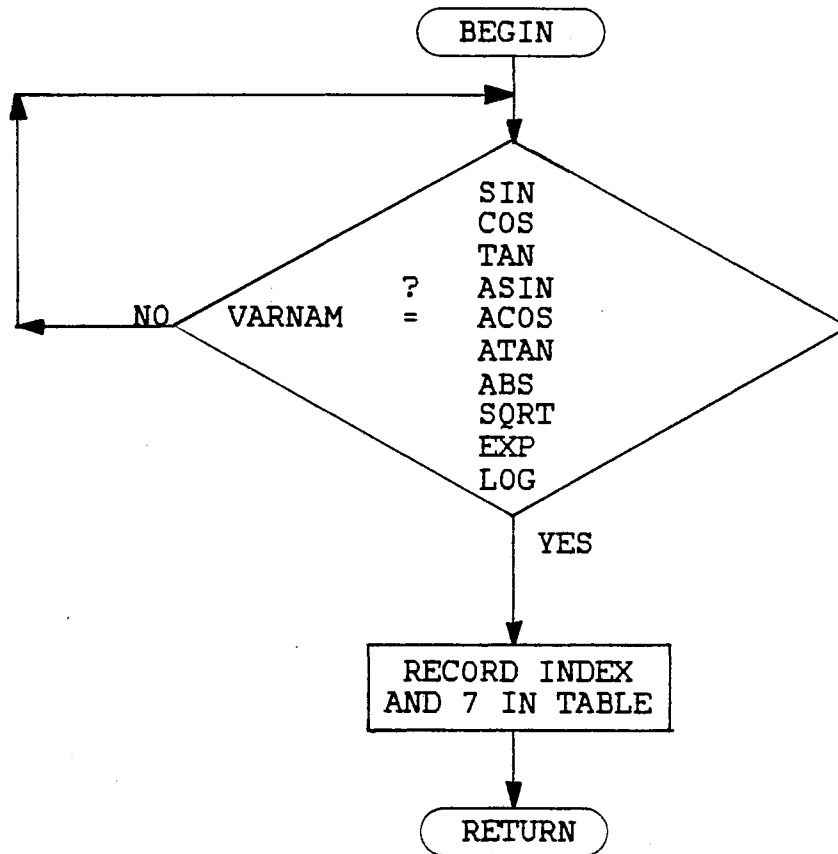 BEGIN
SIN
COS
TAN
? ASIN
NO VARNAM = ACOS
ATAN
ABS
SQRT
EXP
LOG
YES
RECORD INDEX
AND 7 IN TABLE
RETURN